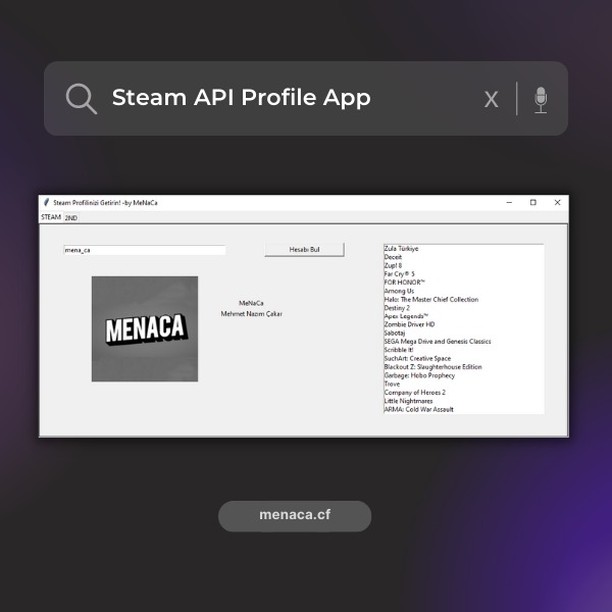 Steam API Profile App
X
Steam Profilinizi Getirin! -by MeNaCa
STEAM 2ND
mena_ca
Hesabı Bul
MENACA
MeNaCa
Mehmet Nazım Çakar
Zula Türkiye
Deceit
Zup! 8
Far Cry® 5
FOR HONOR™
Among Us
Halo: The Master Chief Collection
Destiny 2
Apex Legends™
Zombie Driver HD
Sabotaj
SEGA Mega Drive and Genesis Classics
Scribble It!
SuchArt: Creative Space
Blackout Z: Slaughterhouse Edition
Garbage: Hobo Prophecy
Trove
Company of Heroes 2
Little Nightmares
ARMA: Cold War Assault
menaca.cf